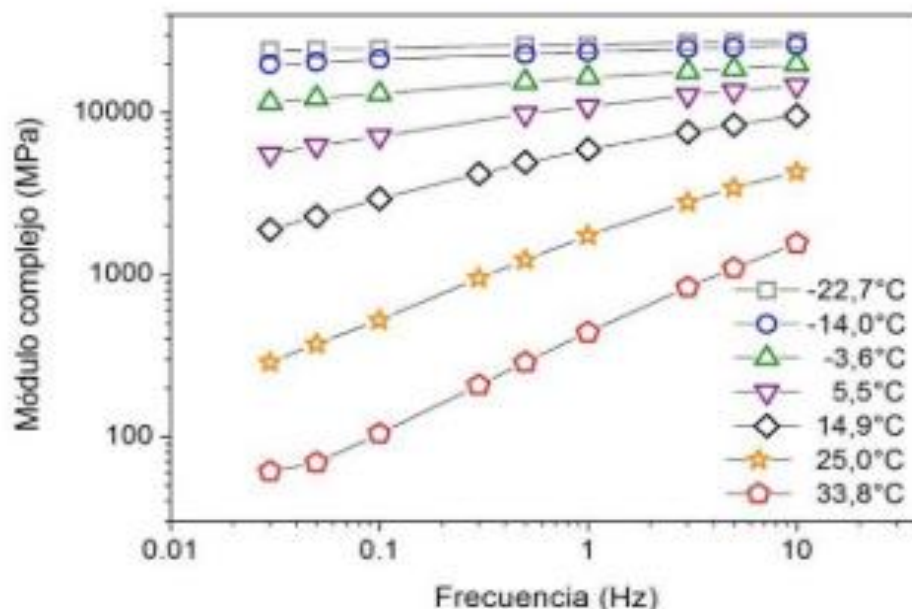 10000
1000
100
Módulo complejo (MPa)
-22,7°C
-14,0°C
-3,6°C
5,5°C
14,9°C
25,0°C
33,8°C
0.01 0.1 1 10
Frecuencia (Hz)